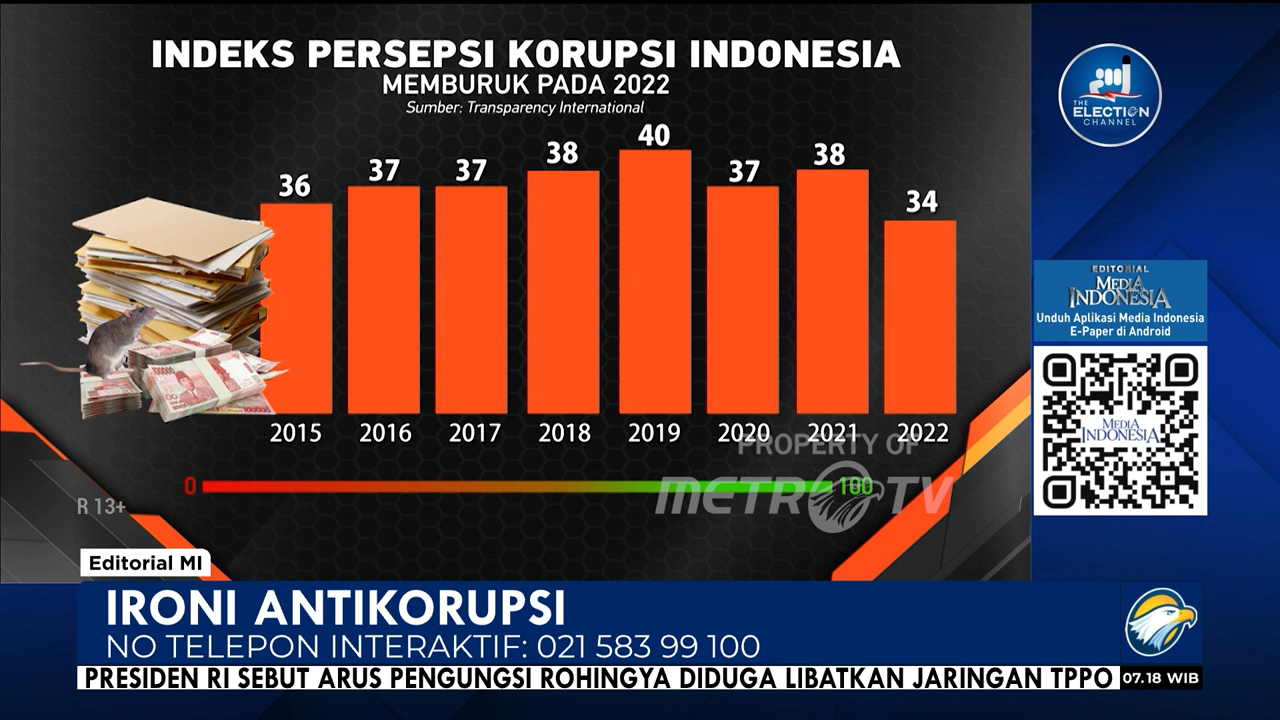 INDEKS PERSEPSI KORUPSI INDONESIA
MEMBURUK PADA 2022
Sumber: Transparency International
36 37 37 38 40 37 38 34
2015 2016 2017 2018 2019 2020 2021 2022
0 100
PROPERTY OF
METRO TV
R 13+
100000
THE
ELECTION
CHANNEL
EDITORIAL
MEDIA
INDONESIA
Unduh Aplikasi Media Indonesia
E-Paper di Android
MEDIA
INDONESIA
Editorial MI
IRONI ANTIKORUPSI
NO TELEPON INTERAKTIF: 021 583 99 100
PRESIDEN RI SEBUT ARUS PENGUNGSI ROHINGYA DIDUGA LIBATKAN JARINGAN TPPO
07.18 WIB